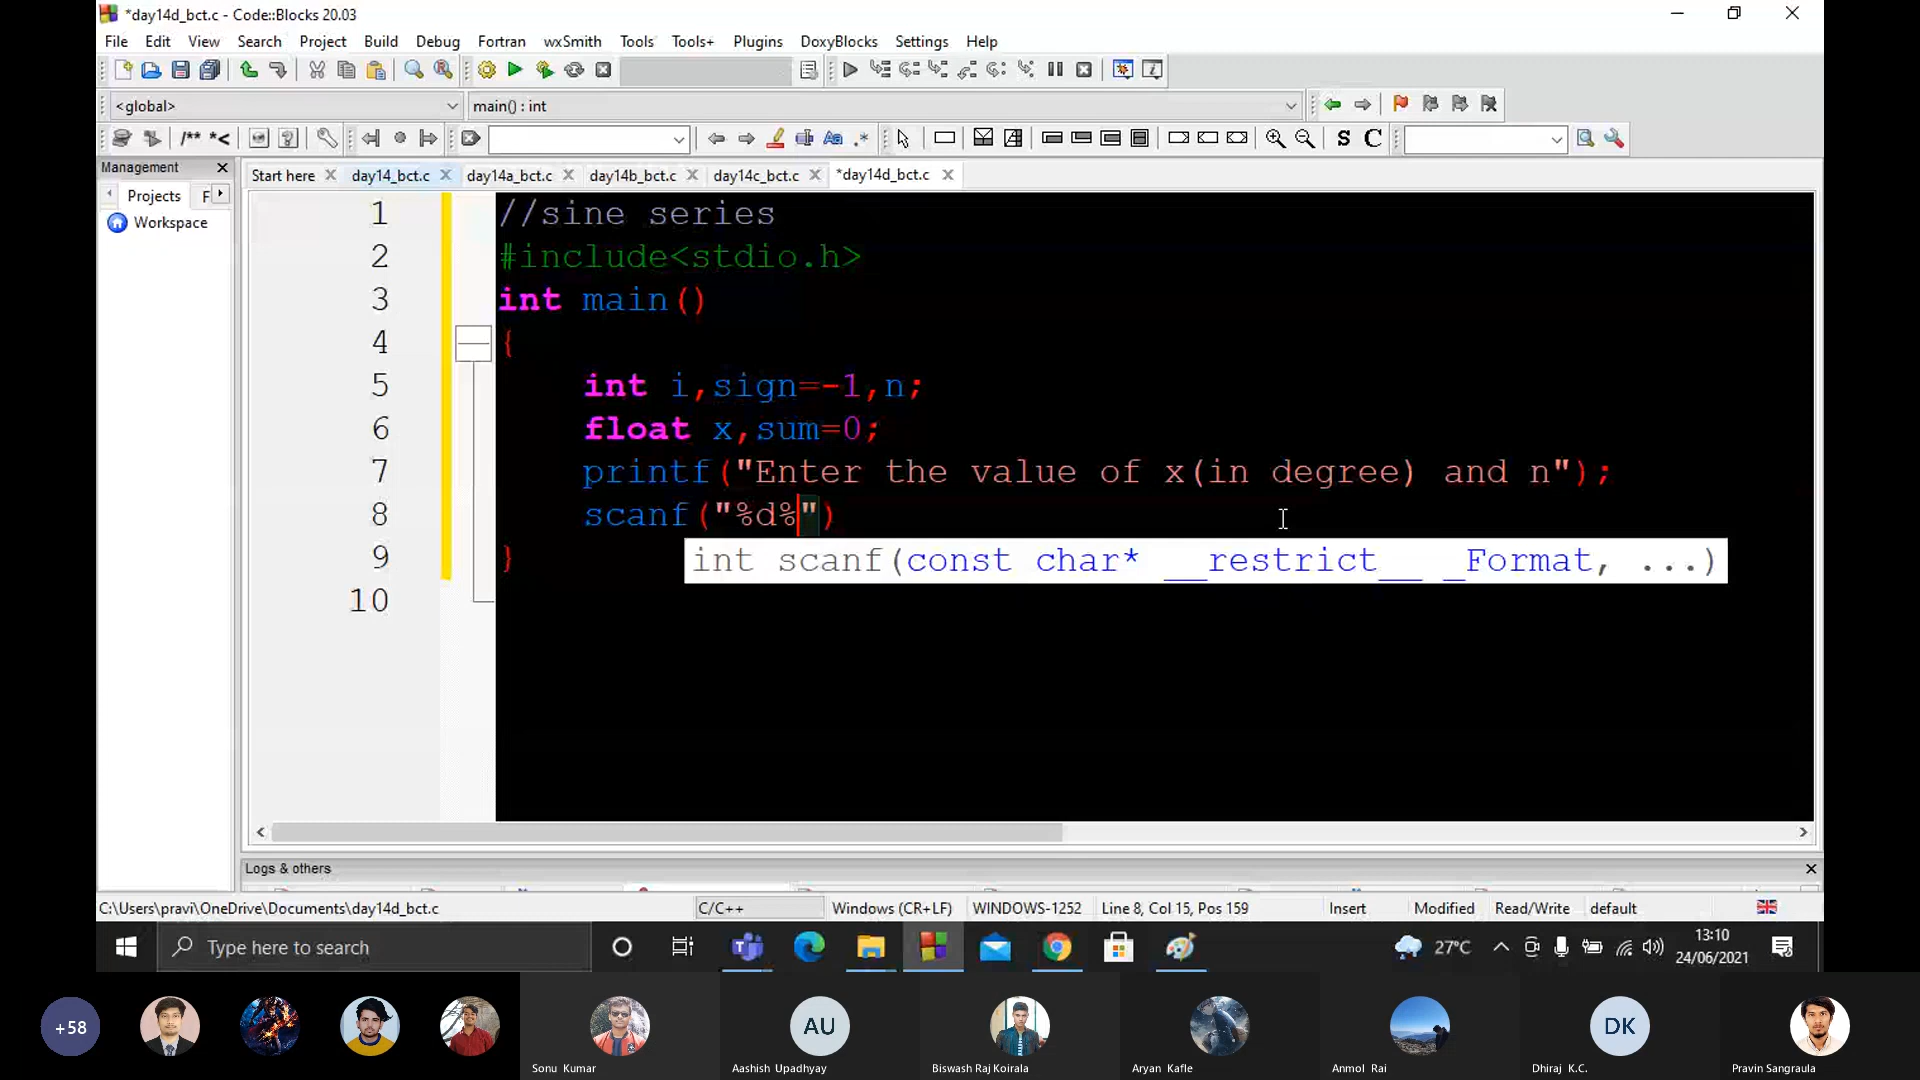 *day14d_bct.c - Code::Blocks 20.03
File Edit View Search Project Build Debug Fortran wxSmith Tools Tools+ Plugins DoxyBlocks Settings Help
<global> main() : int
/** *< Aa .* S C
Management
Start here day14_bct.c day14a_bct.c day14b_bct.c day14c_bct.c *day14d_bct.c
Projects F
Workspace
1 //sine series
2 #include<stdio.h>
3 int main()
4 {
5 int i,sign=-1,n;
6 float x,sum=0;
7 printf("Enter the value of x(in degree) and n");
8 scanf("%d%")
int scanf(const char* __restrict__ _Format, ...)
9 }
10
Logs & others
C:\Users\pravi\OneDrive\Documents\day14d_bct.c C/C++ Windows (CR+LF) WINDOWS-1252 Line 8, Col 15, Pos 159 Insert Modified Read/Write default
Type here to search 27°C 13:10
24/06/2021
+58 AU DK
Sonu Kumar Aashish Upadhyay Biswash Raj Koirala Aryan Kafle Anmol Rai Dhiraj K.C. Pravin Sangraula